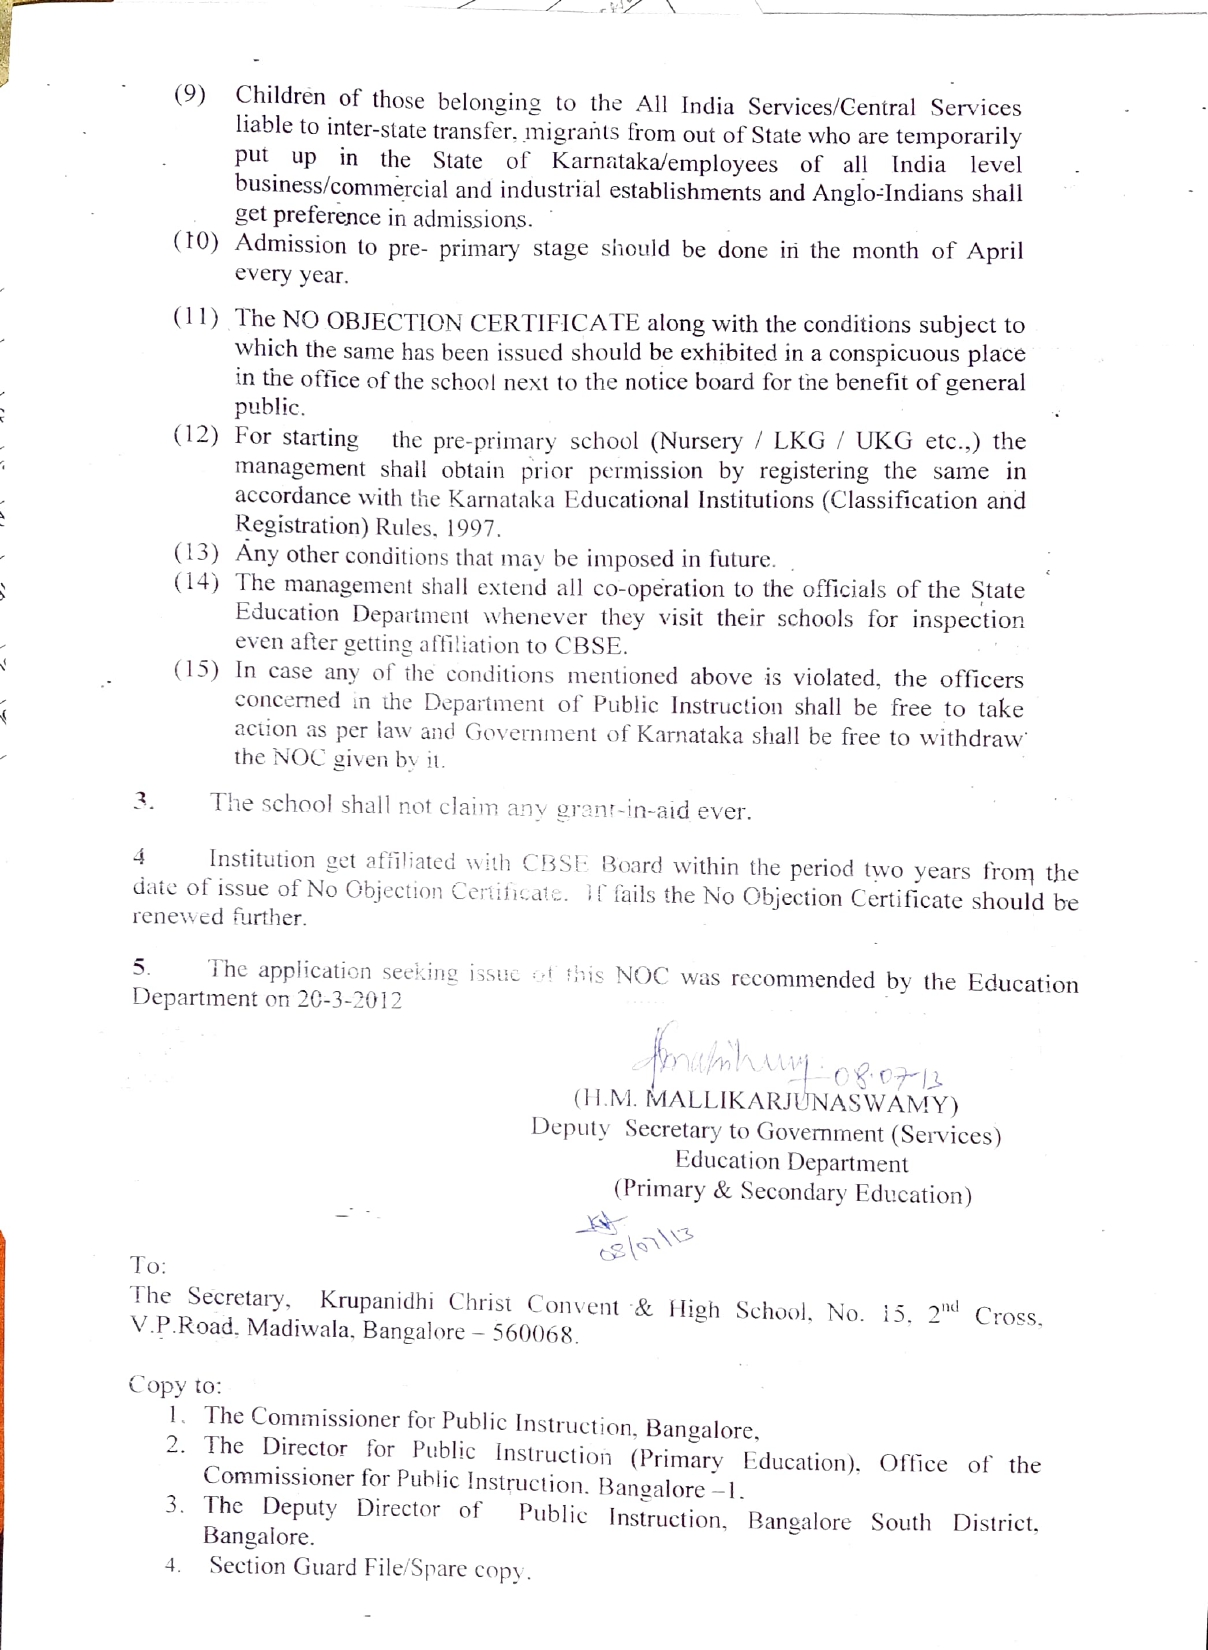 (9) Children of those belonging to the All India Services/Central Services
liable to inter-state transfer, migrants from out of State who are temporarily
put up in the State of Karnataka/employees of all India level
business/commercial and industrial establishments and Anglo-Indians shall
get preference in admissions.
(10) Admission to pre- primary stage should be done in the month of April
every year.
(11) The NO OBJECTION CERTIFICATE along with the conditions subject to
which the same has been issued should be exhibited in a conspicuous place
in the office of the school next to the notice board for the benefit of general
public.
(12) For starting the pre-primary school (Nursery / LKG / UKG etc.,) the
management shall obtain prior permission by registering the same in
accordance with the Karnataka Educational Institutions (Classification and
Registration) Rules, 1997.
(13) Any other conditions that may be imposed in future.
(14) The management shall extend all co-operation to the officials of the State
Education Department whenever they visit their schools for inspection
even after getting affiliation to CBSE.
(15) In case any of the conditions mentioned above is violated, the officers
concerned in the Department of Public Instruction shall be free to take
action as per law and Government of Karnataka shall be free to withdraw
the NOC given by it.
3. The school shall not claim any grant-in-aid ever.
4 Institution get affiliated with CBSE Board within the period two years from the
date of issue of No Objection Certificate. If fails the No Objection Certificate should be
renewed further.
5. The application seeking issue of this NOC was recommended by the Education
Department on 20-3-2012
08.07-13
(H.M. MALLIKARJUNASWAMY)
Deputy Secretary to Government (Services)
Education Department
(Primary & Secondary Education)
08/07/13
To:
The Secretary, Krupanidhi Christ Convent & High School, No. 15, 2nd Cross,
V.P.Road, Madiwala, Bangalore – 560068.
Copy to:
1. The Commissioner for Public Instruction, Bangalore,
2. The Director for Public Instruction (Primary Education), Office of the
Commissioner for Public Instruction. Bangalore –1.
3. The Deputy Director of Public Instruction, Bangalore South District,
Bangalore.
4. Section Guard File/Spare copy.